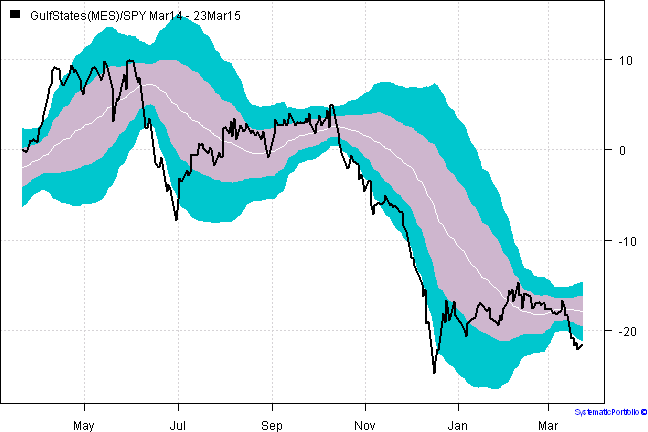 GulfStates(MES)/SPY Mar14 - 23Mar15
10
0
-10
-20
May Jul Sep Nov Jan Mar
SystematicPortfolio ©